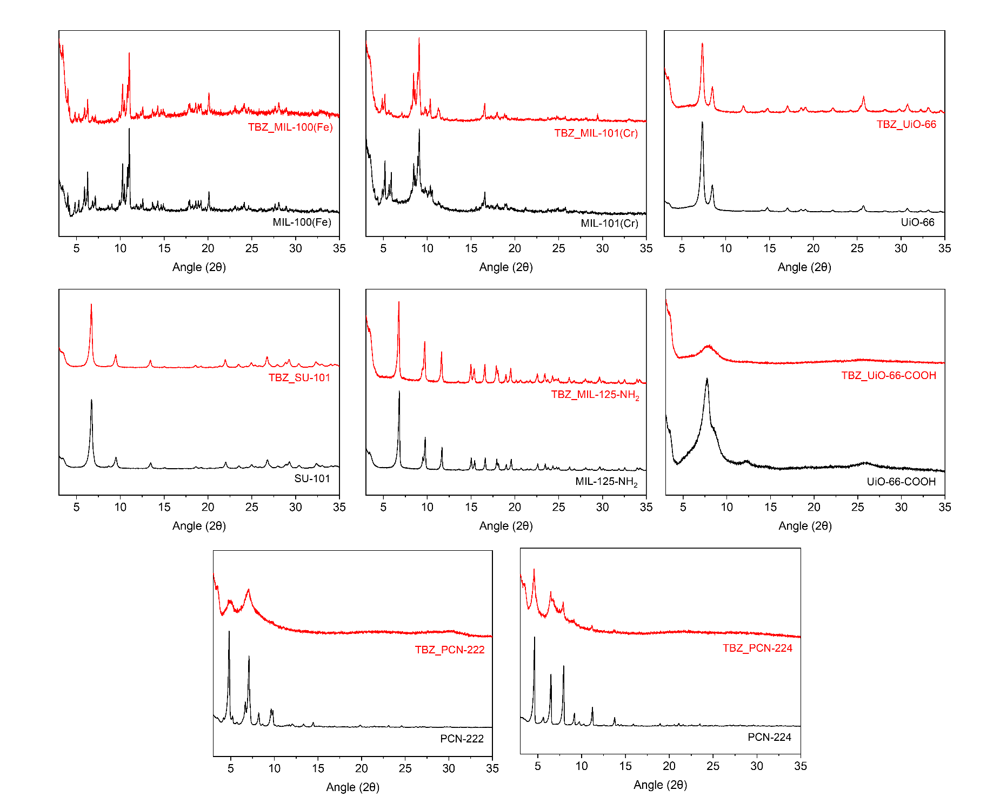 TBZ_MIL-100(Fe)
MIL-100(Fe)
5 10 15 20 25 30 35
Angle (2θ)
TBZ_MIL-101(Cr)
MIL-101(Cr)
5 10 15 20 25 30 35
Angle (2θ)
TBZ_UiO-66
UiO-66
5 10 15 20 25 30 35
Angle (2θ)
TBZ_SU-101
SU-101
5 10 15 20 25 30 35
Angle (2θ)
TBZ_MIL-125-NH₂
MIL-125-NH₂
5 10 15 20 25 30 35
Angle (2θ)
TBZ_UiO-66-COOH
UiO-66-COOH
5 10 15 20 25 30 35
Angle (2θ)
TBZ_PCN-222
PCN-222
5 10 15 20 25 30 35
Angle (2θ)
TBZ_PCN-224
PCN-224
5 10 15 20 25 30 35
Angle (2θ)